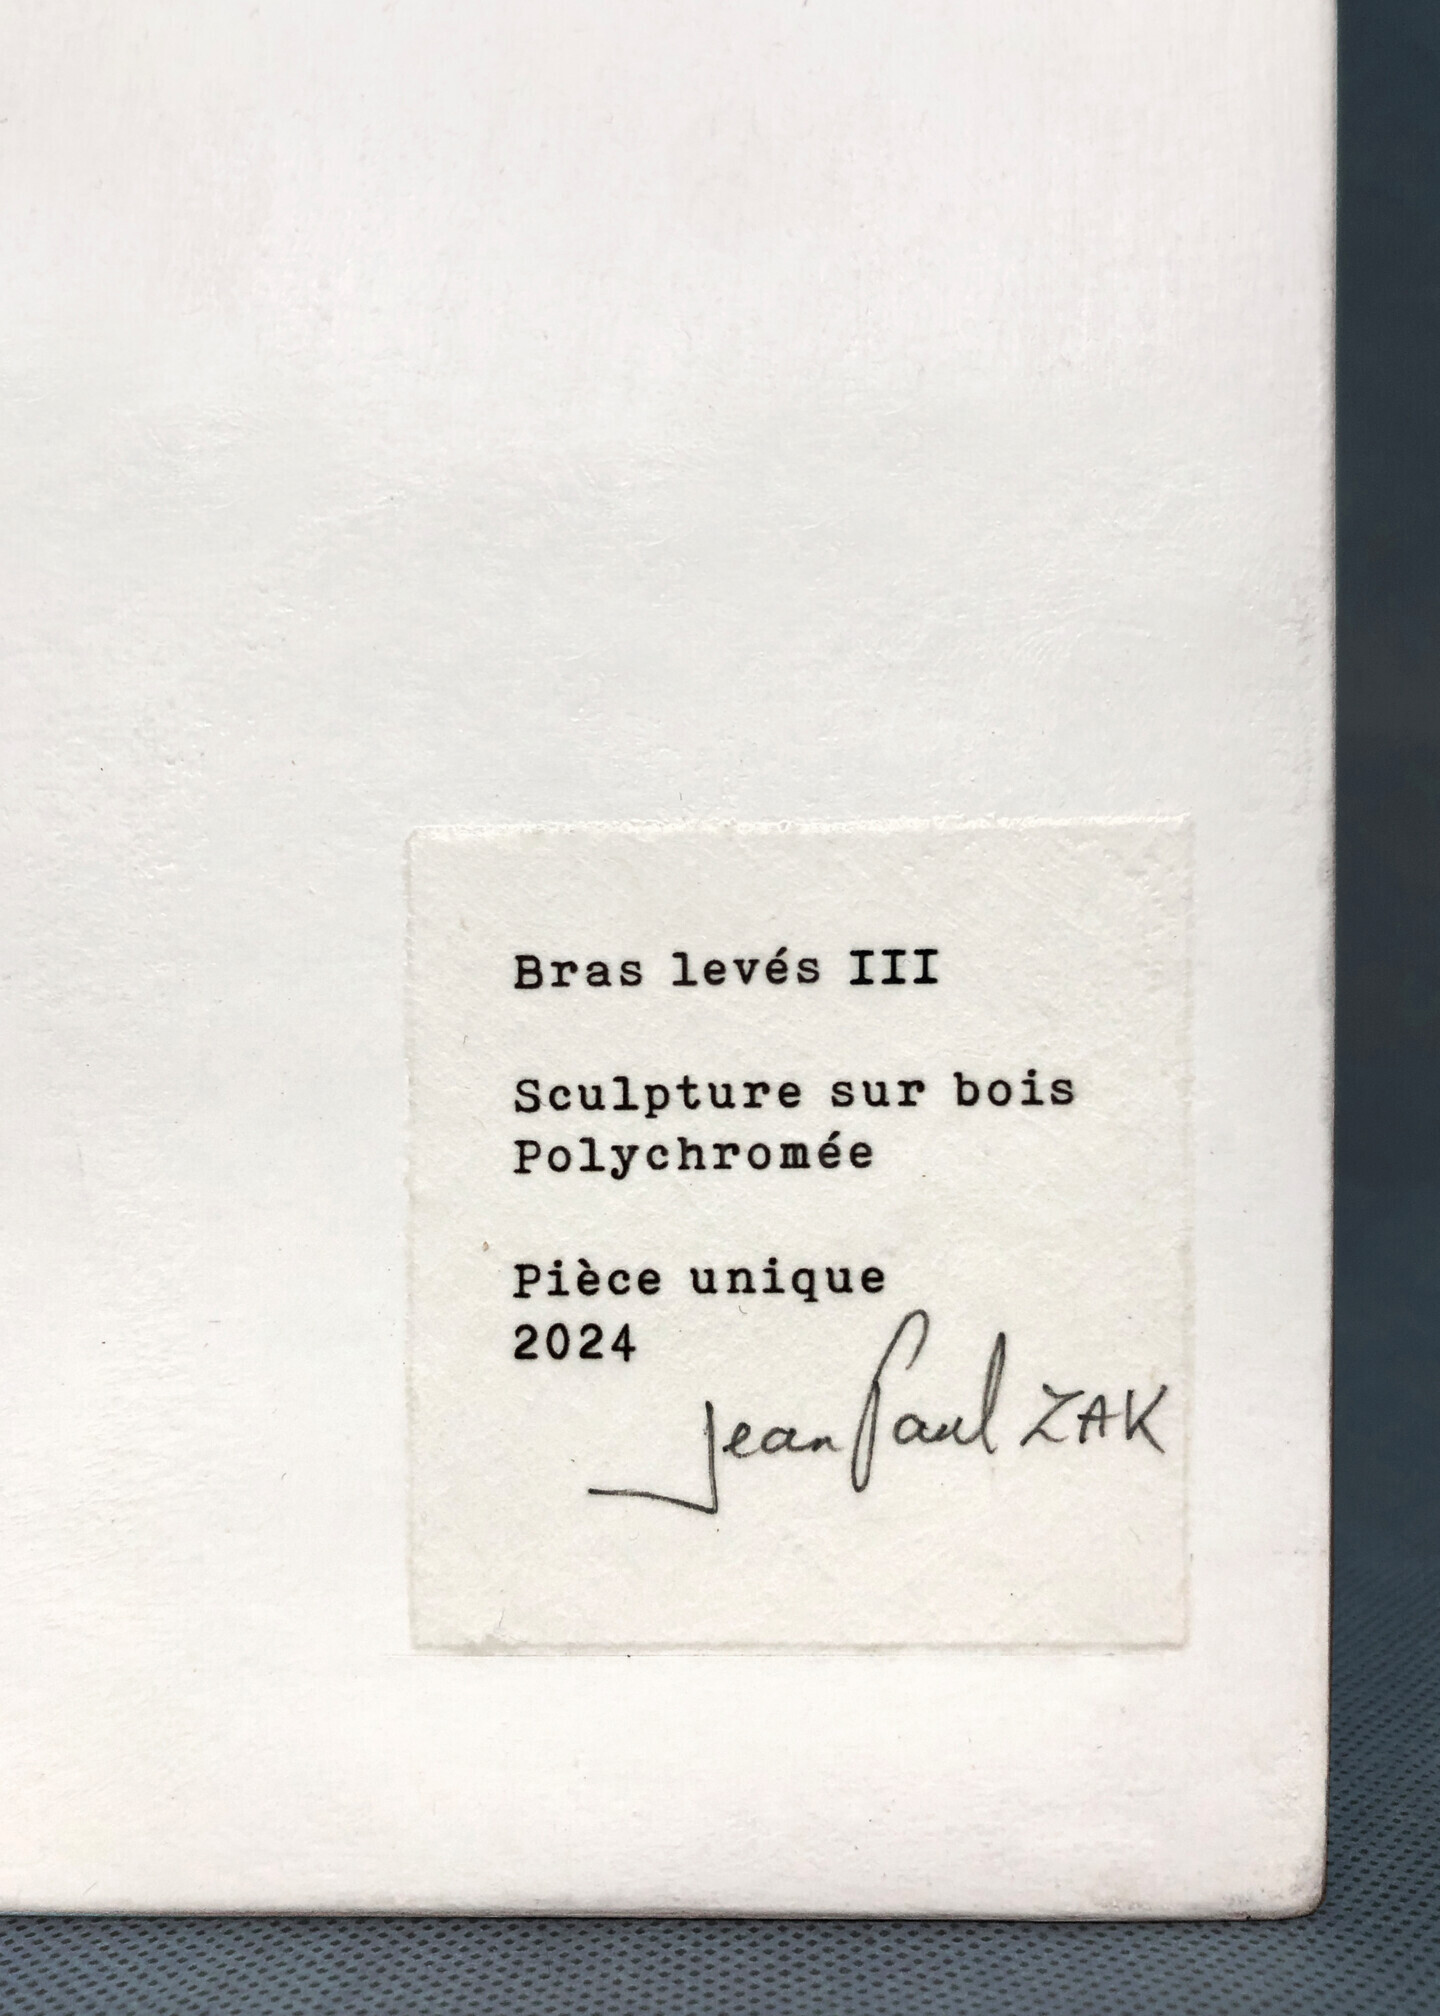 Bras levés III
Sculpture sur bois
Polychromée
Pièce unique
2024
Jean Paul ZAK